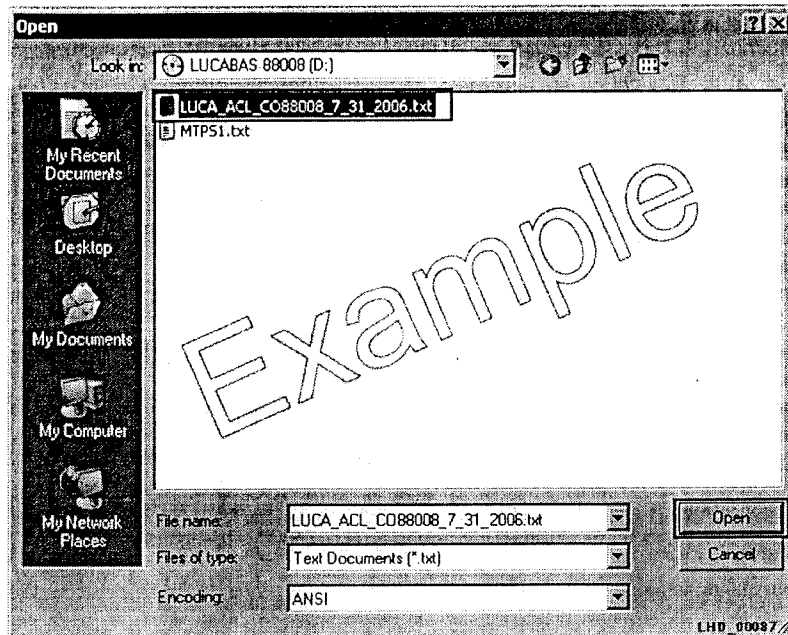 Open
Look in: LUCABAS 88008 (D:)
LUCA_ACL_CO88008_7_31_2006.txt
MTPS1.txt
My Recent Documents
Desktop
My Documents
My Computer
My Network Places
Example
File name: LUCA_ACL_CO88008_7_31_2006.txt Open
Files of type: Text Documents (*.txt) Cancel
Encoding: ANSI
LHD_00087